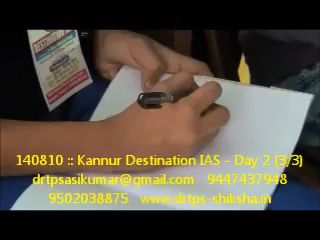 140810 :: Kannur Destination IAS - Day 2 (3/3)
drtpsasikumar@gmail.com 9447437948
9502038875 www.drtps-shiksha.in